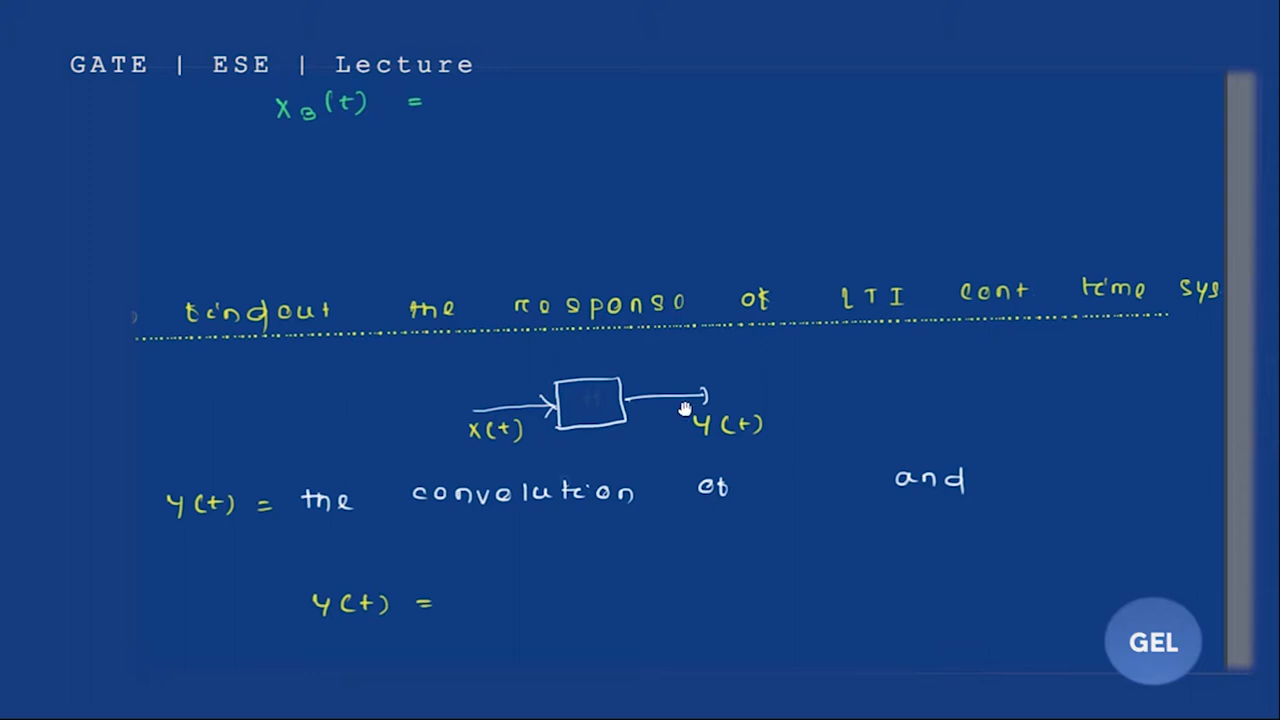 GATE | ESE | Lecture
X3(t) =
findout the response of LTI cont time sys
x(t)
y(t)
y(t) = the convolution of and
y(t) =
GEL